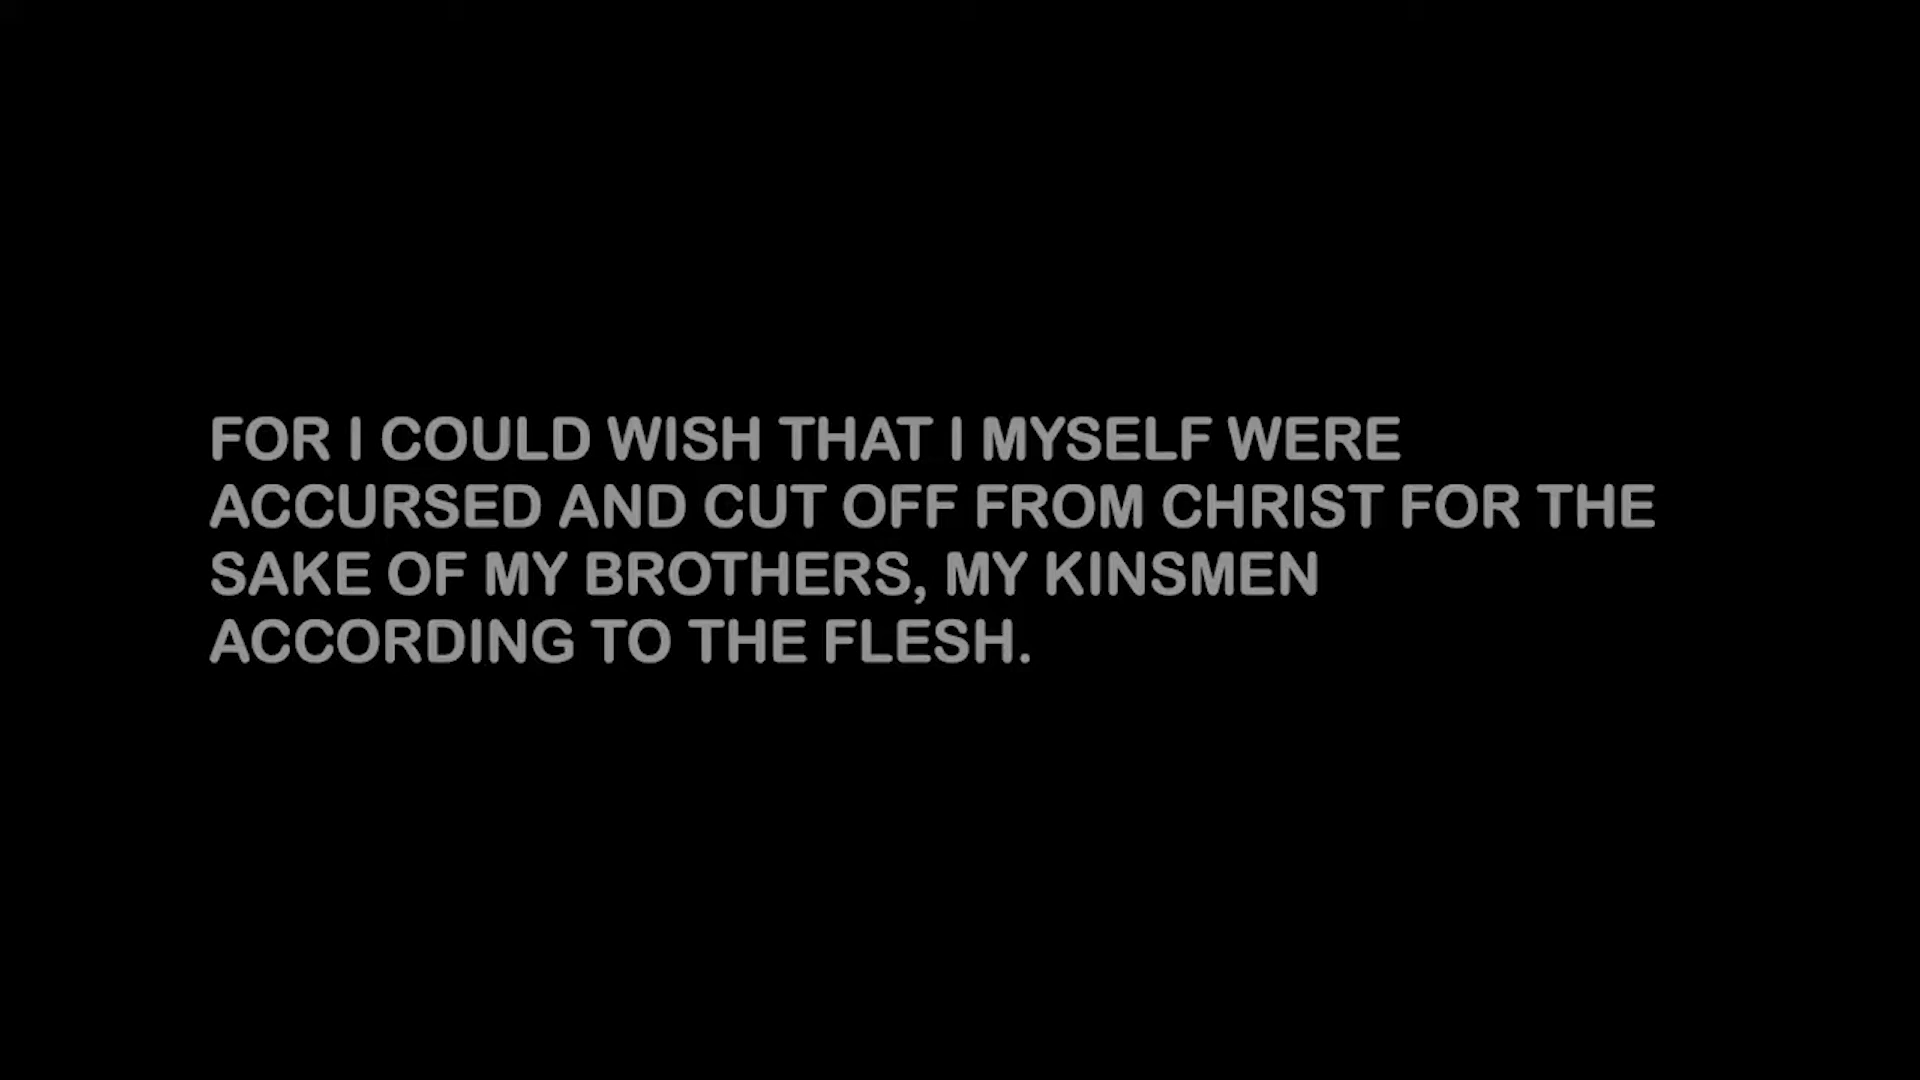 FOR I COULD WISH THAT I MYSELF WERE
ACCURSED AND CUT OFF FROM CHRIST FOR THE
SAKE OF MY BROTHERS, MY KINSMEN
ACCORDING TO THE FLESH.